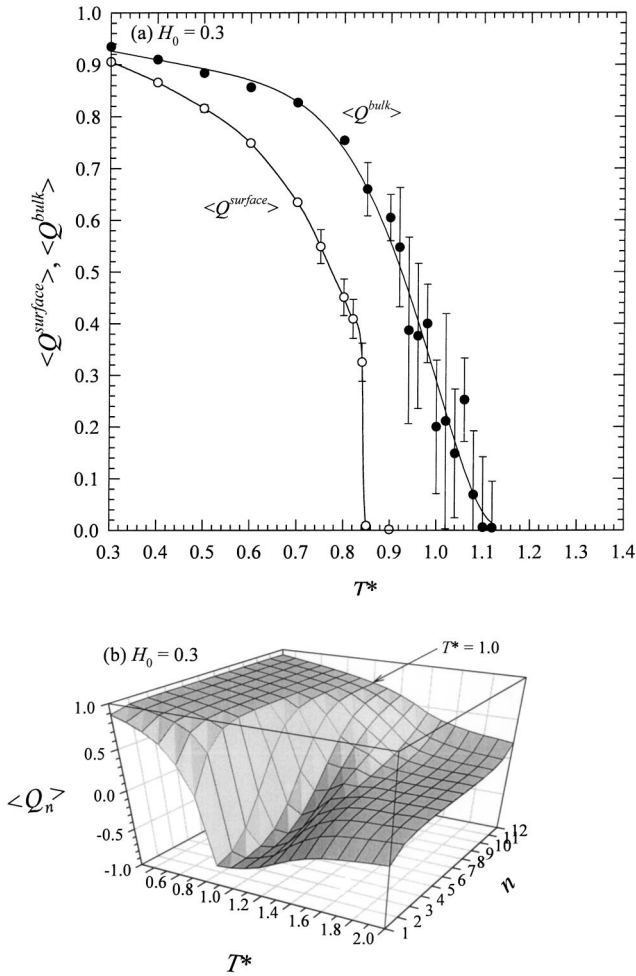 (a) H0 = 0.3
1.0
0.9
0.8
0.7
0.6
0.5
0.4
0.3
0.2
0.1
0.0
<Q^bulk>
<Q^surface>
<Q^surface>, <Q^bulk>
0.3 0.4 0.5 0.6 0.7 0.8 0.9 1.0 1.1 1.2 1.3 1.4
T*
(b) H0 = 0.3
T* = 1.0
1.0
0.5
0.0
-0.5
-1.0
<Qn>
0.6 0.8 1.0 1.2 1.4 1.6 1.8 2.0
T*
1 2 3 4 5 6 7 8 9 10 11 12
n